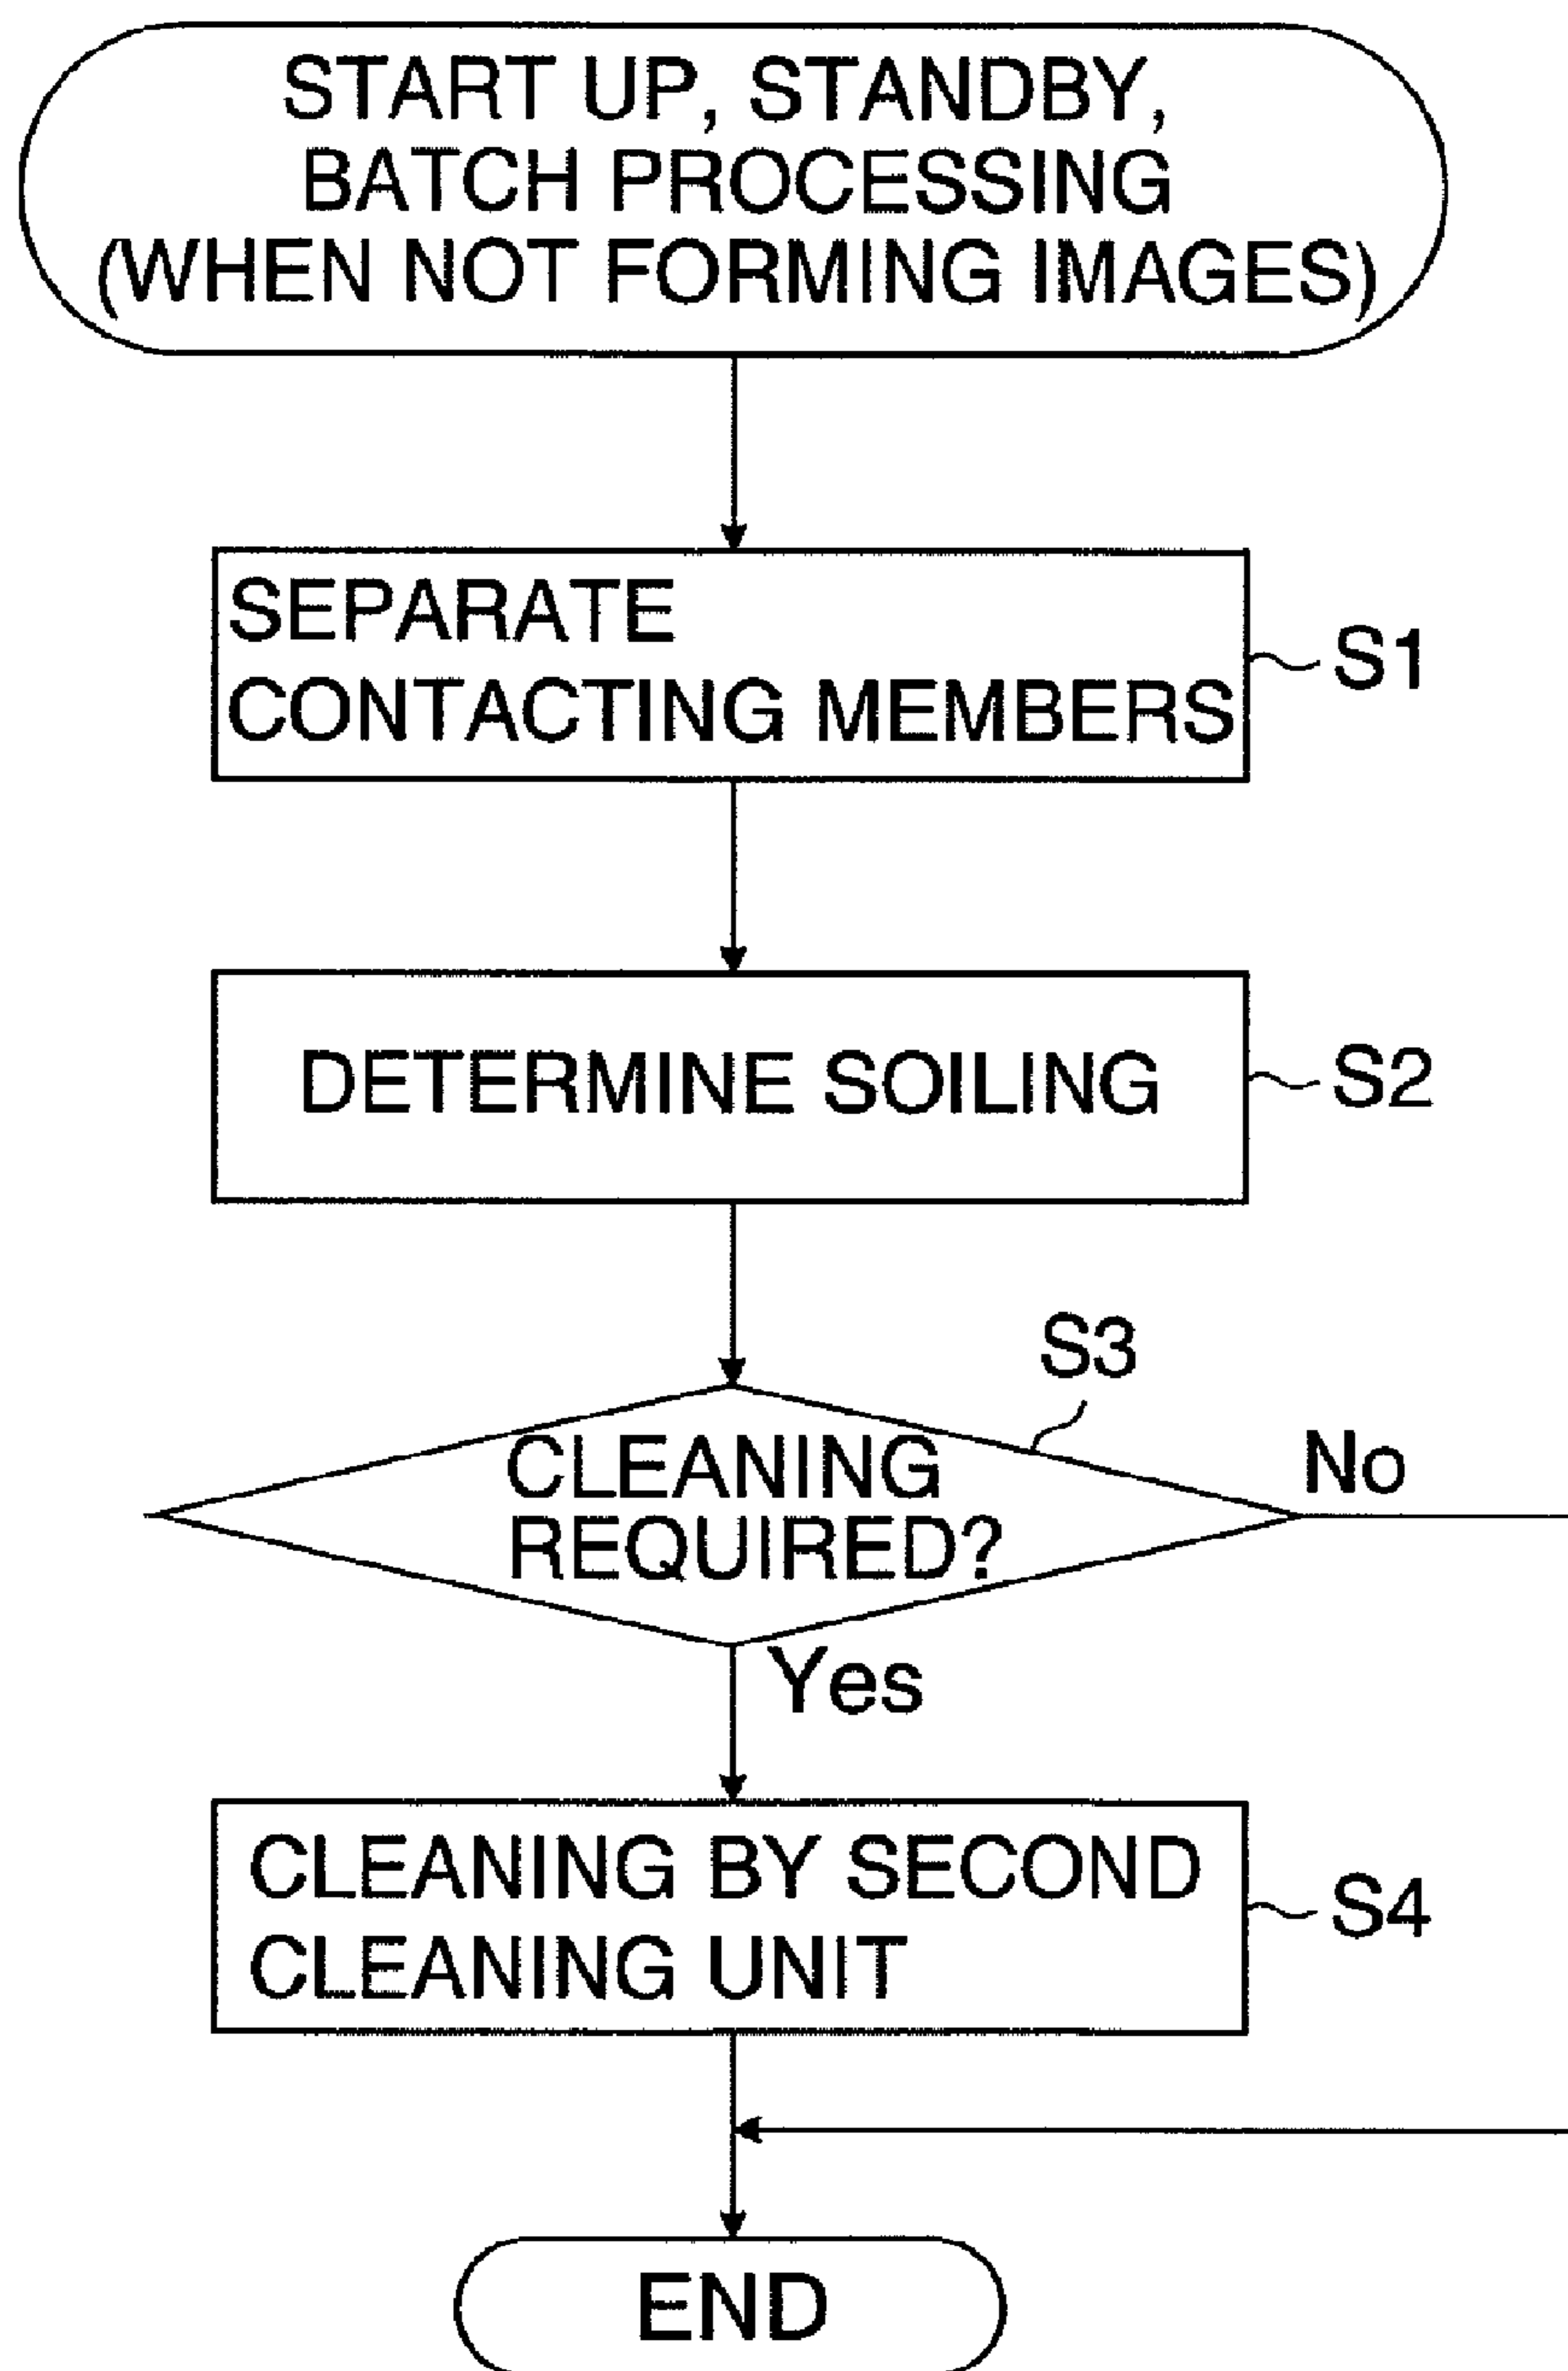 START UP, STANDBY,
BATCH PROCESSING
(WHEN NOT FORMING IMAGES)
SEPARATE
CONTACTING MEMBERS
S1
DETERMINE SOILING
S2
S3
CLEANING
REQUIRED?
No
Yes
CLEANING BY SECOND
CLEANING UNIT
S4
END